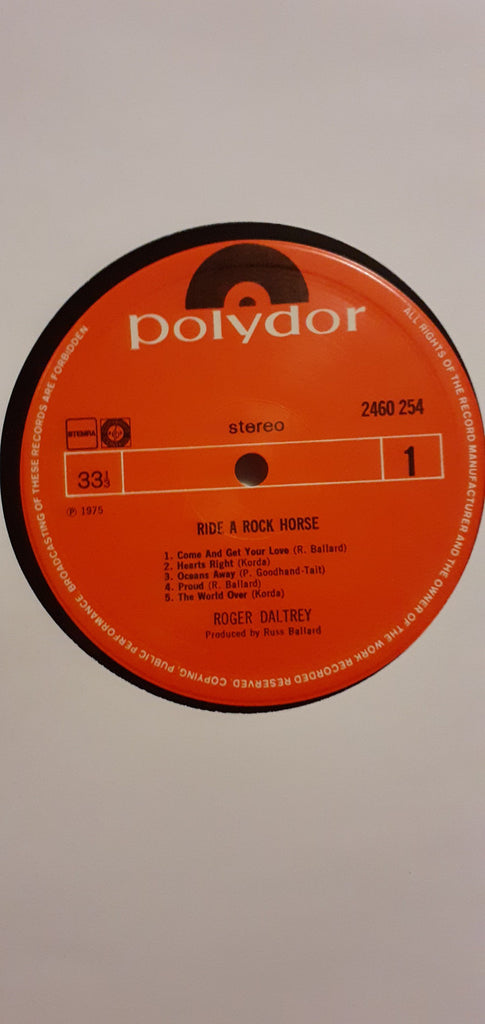 polydor
STEMRA
stereo
2460 254
33⅓
1
℗ 1975
RIDE A ROCK HORSE
1. Come And Get Your Love (R. Ballard)
2. Hearts Right (Korda)
3. Oceans Away (P. Goodhand-Tait)
4. Proud (R. Ballard)
5. The World Over (Korda)
ROGER DALTREY
Produced by Russ Ballard
ALL RIGHTS OF THE RECORD MANUFACTURER AND THE OWNER OF THE WORK RECORDED RESERVED. COPYING, PUBLIC PERFORMANCE BROADCASTING OF THESE RECORDS ARE FORBIDDEN